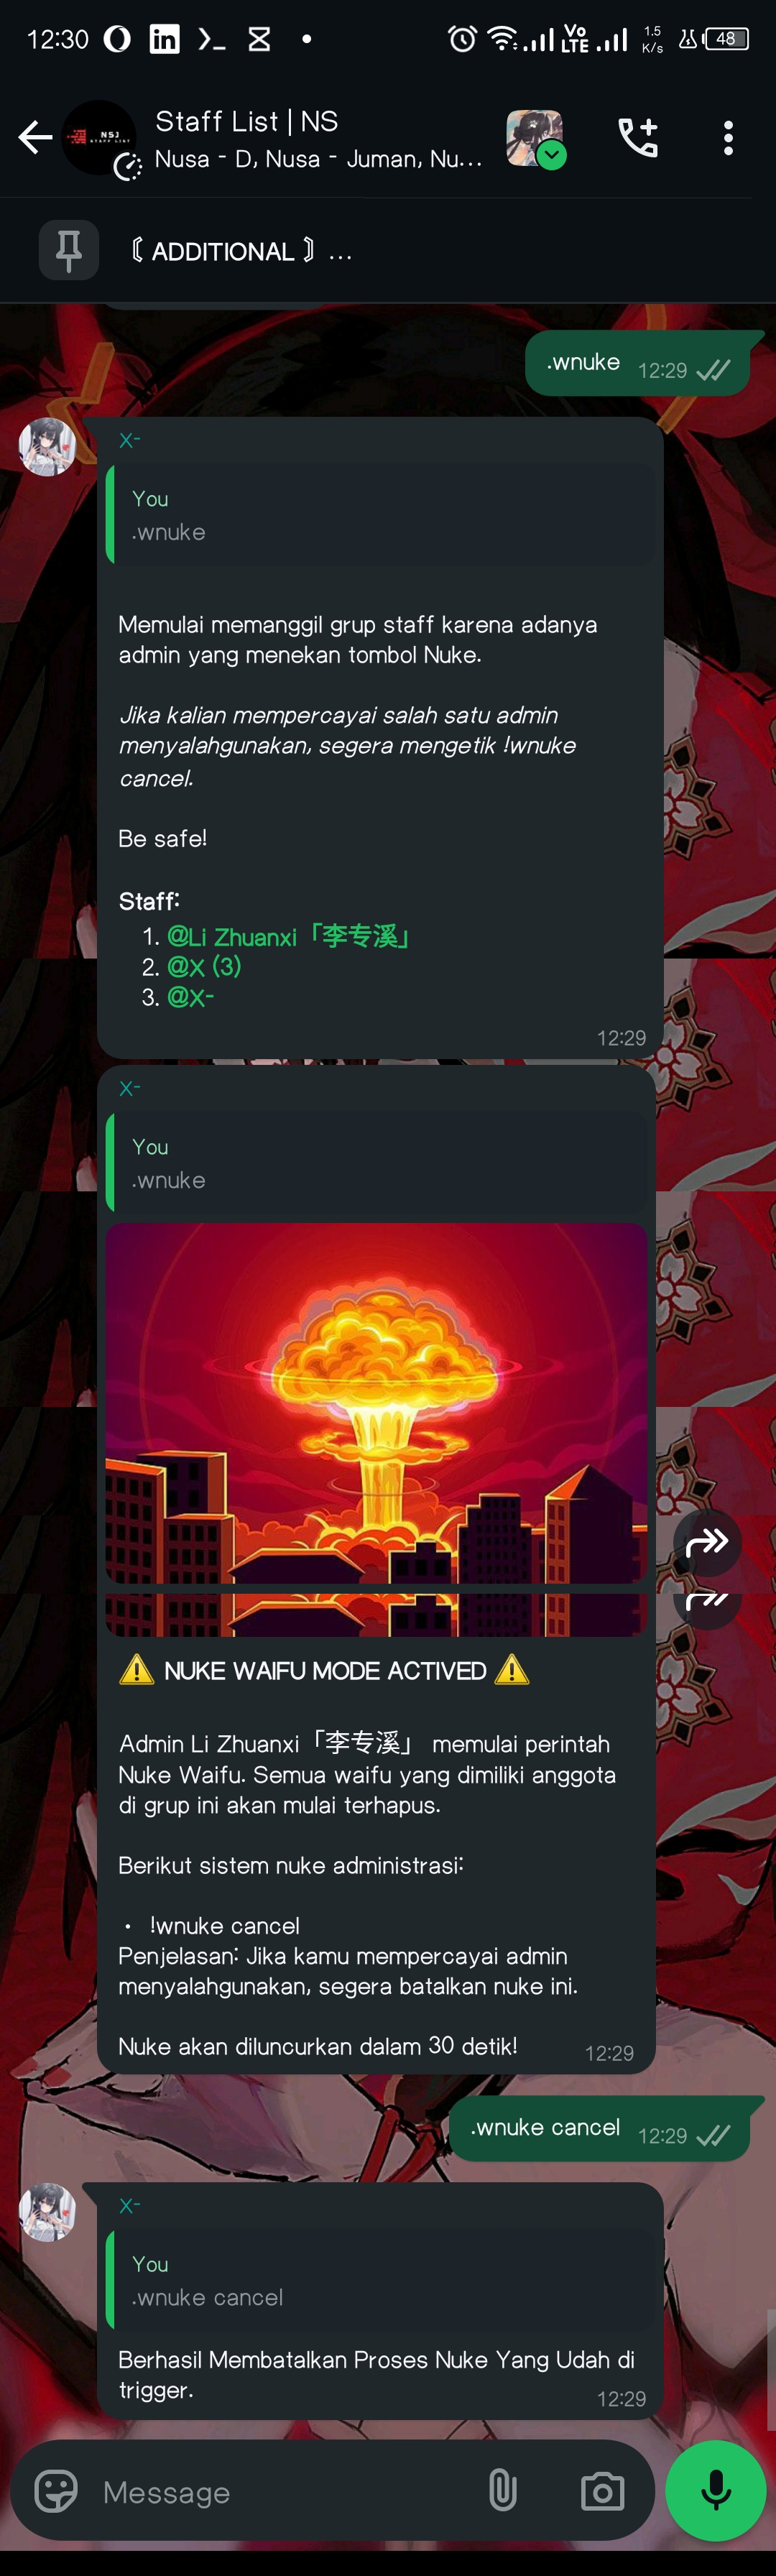 12:30
Vo
LTE
1.5
K/s
48
NSJ
STAFF LIST
Staff List | NS
Nusa - D, Nusa - Juman, Nu...
〖 ADDITIONAL 〗...
.wnuke 12:29
X-
You
.wnuke
Memulai memanggil grup staff karena adanya
admin yang menekan tombol Nuke.
Jika kalian mempercayai salah satu admin
menyalahgunakan, segera mengetik !wnuke
cancel.
Be safe!
Staff:
1. @Li Zhuanxi「李专溪」
2. @X (3)
3. @X-
12:29
X-
You
.wnuke
⚠️ NUKE WAIFU MODE ACTIVED ⚠️
Admin Li Zhuanxi「李专溪」 memulai perintah
Nuke Waifu. Semua waifu yang dimiliki anggota
di grup ini akan mulai terhapus.
Berikut sistem nuke administrasi:
• !wnuke cancel
Penjelasan: Jika kamu mempercayai admin
menyalahgunakan, segera batalkan nuke ini.
Nuke akan diluncurkan dalam 30 detik! 12:29
.wnuke cancel 12:29
X-
You
.wnuke cancel
Berhasil Membatalkan Proses Nuke Yang Udah di
trigger. 12:29
Message